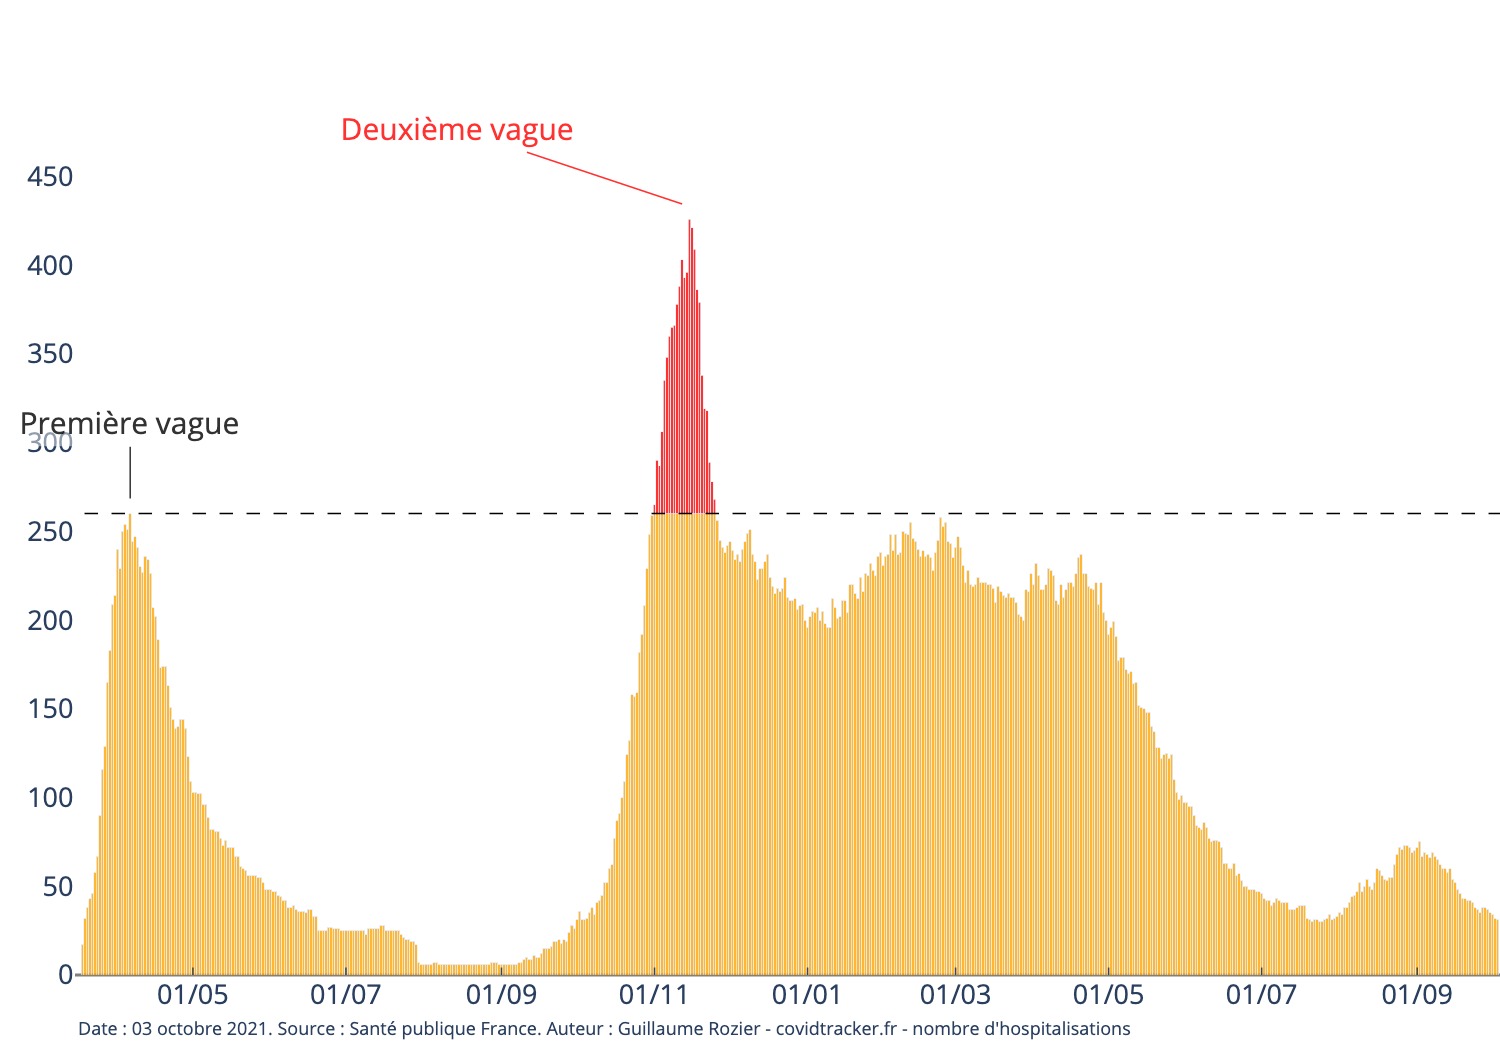 Deuxième vague
450
400
350
Première vague
300
250
200
150
100
50
0
01/05 01/07 01/09 01/11 01/01 01/03 01/05 01/07 01/09
Date : 03 octobre 2021. Source : Santé publique France. Auteur : Guillaume Rozier - covidtracker.fr - nombre d'hospitalisations